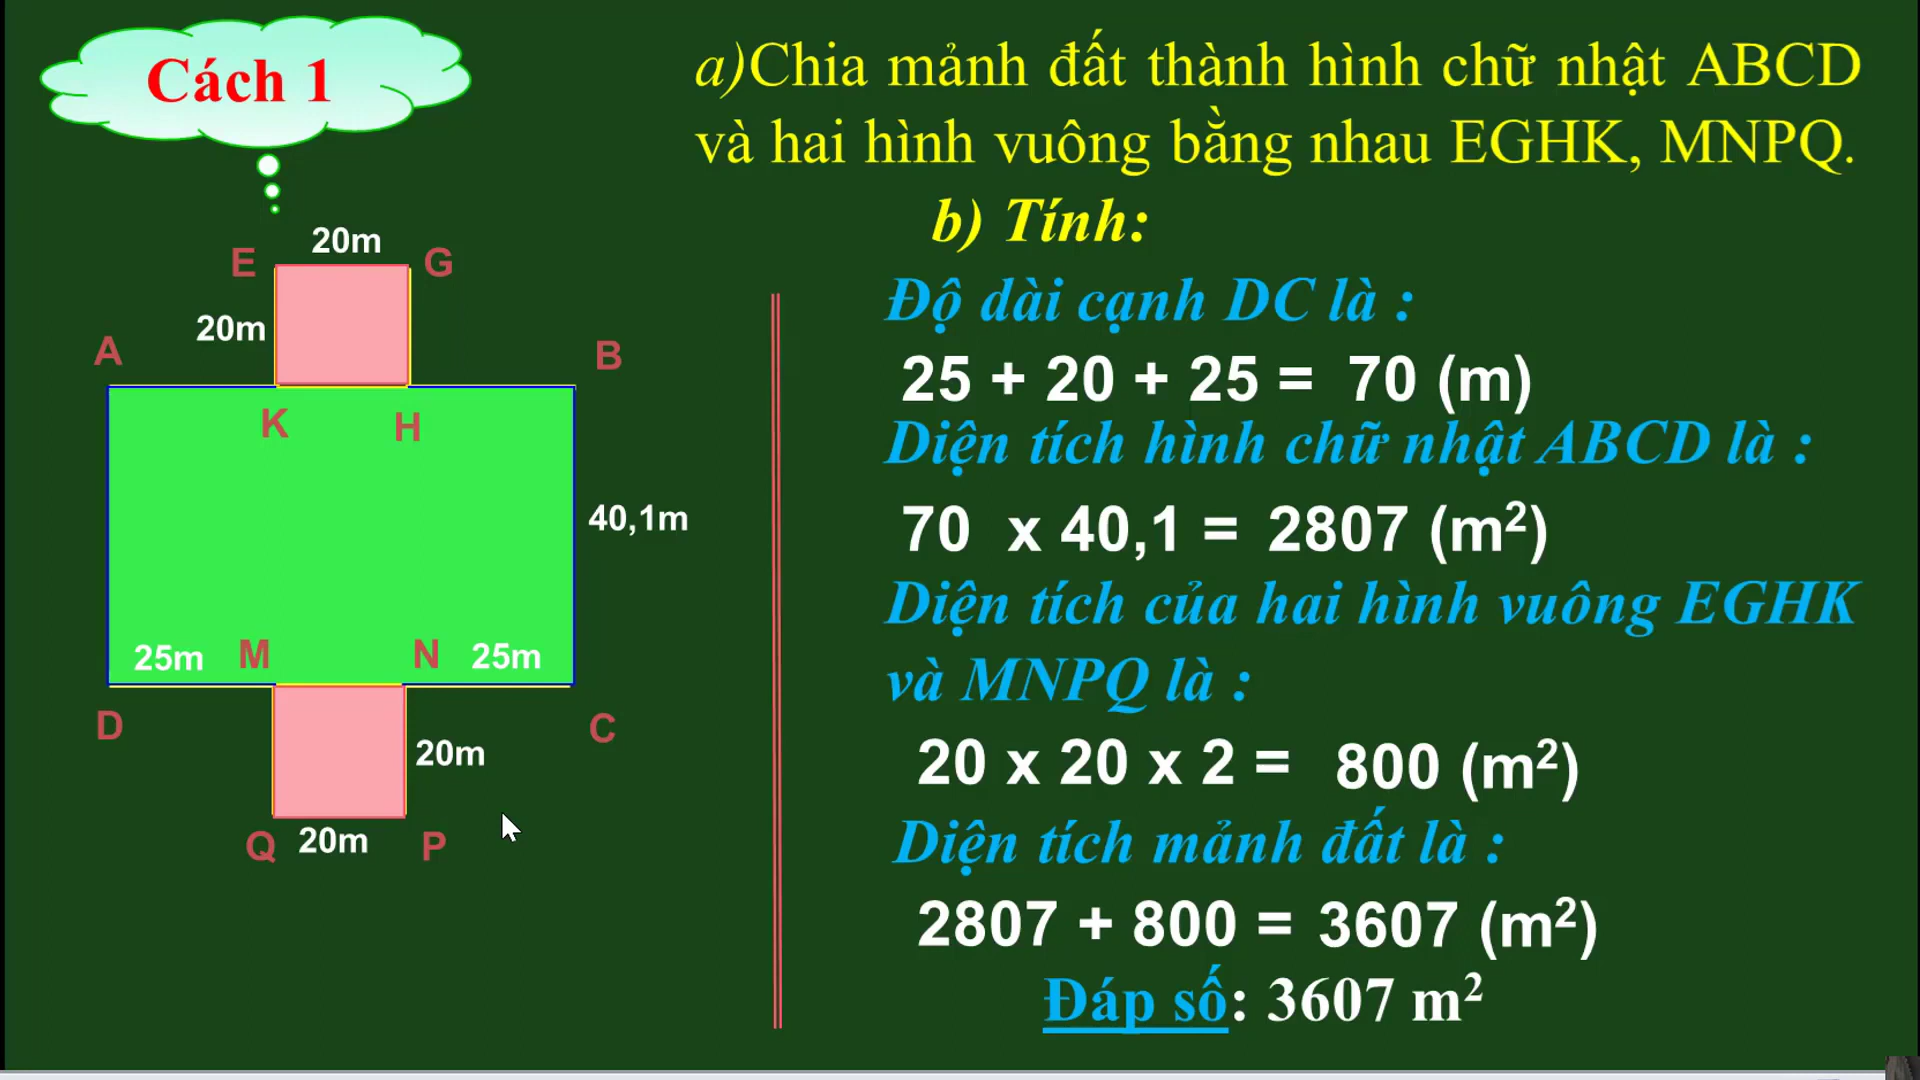 Cách 1
a)Chia mảnh đất thành hình chữ nhật ABCD
và hai hình vuông bằng nhau EGHK, MNPQ.
b) Tính:
20m
E
G
20m
A
B
K
H
40,1m
25m
M
N
25m
D
C
20m
Q
20m
P
Độ dài cạnh DC là :
25 + 20 + 25 = 70 (m)
Diện tích hình chữ nhật ABCD là :
70 x 40,1 = 2807 (m²)
Diện tích của hai hình vuông EGHK
và MNPQ là :
20 x 20 x 2 = 800 (m²)
Diện tích mảnh đất là :
2807 + 800 = 3607 (m²)
Đáp số: 3607 m²